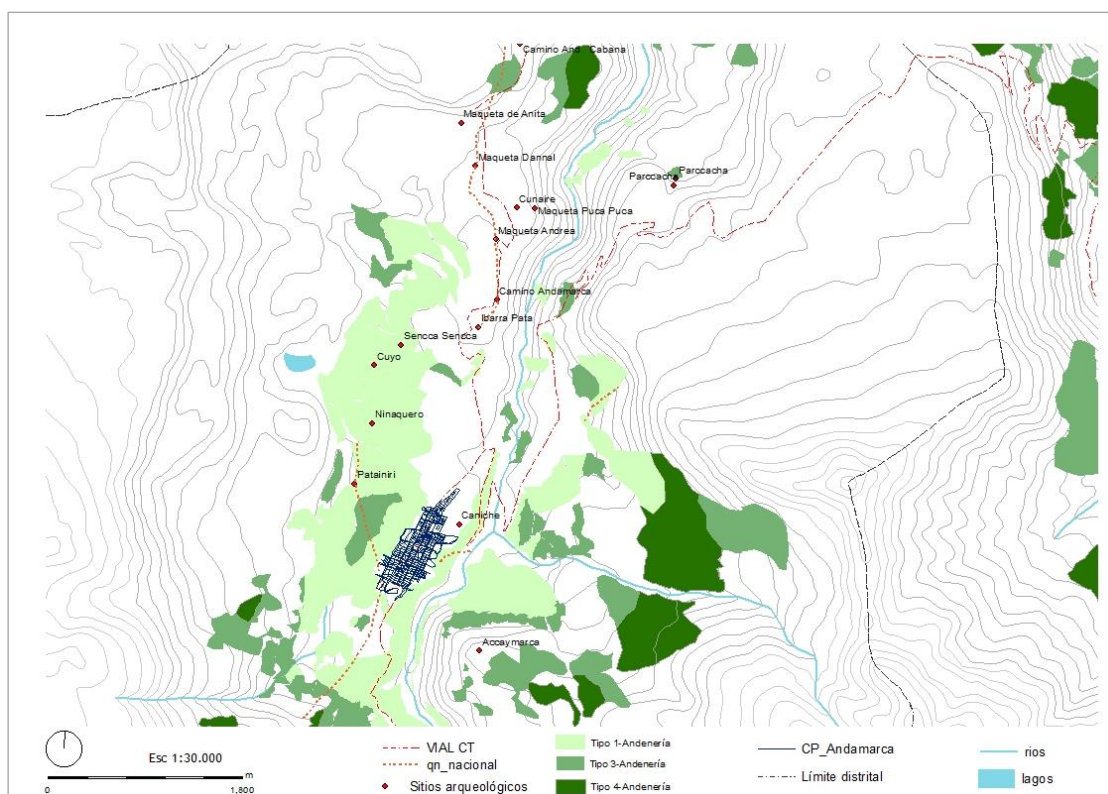 Camino And Cabana
Maqueta de Anita
Maqueta Dannal
Parccacha
Parccacha
Cunaire
Maqueta Puca Puca
Maqueta Andrea
Camino Andamarca
Ibarra Pata
Sencca Sencca
Cuyo
Ninaquero
Patainiri
Caniche
Accaymarca
Esc 1:30.000
0 1,800 m
VIAL CT
qn_nacional
Sitios arqueológicos
Tipo 1-Andenería
Tipo 3-Andenería
Tipo 4-Andenería
CP_Andamarca
Límite distrital
rios
lagos